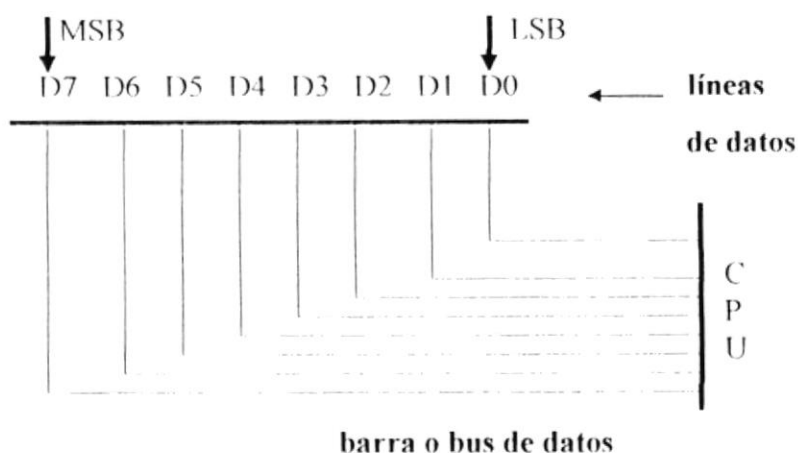 MSB LSB
D7 D6 D5 D4 D3 D2 D1 D0
líneas
de datos
C
P
U
barra o bus de datos